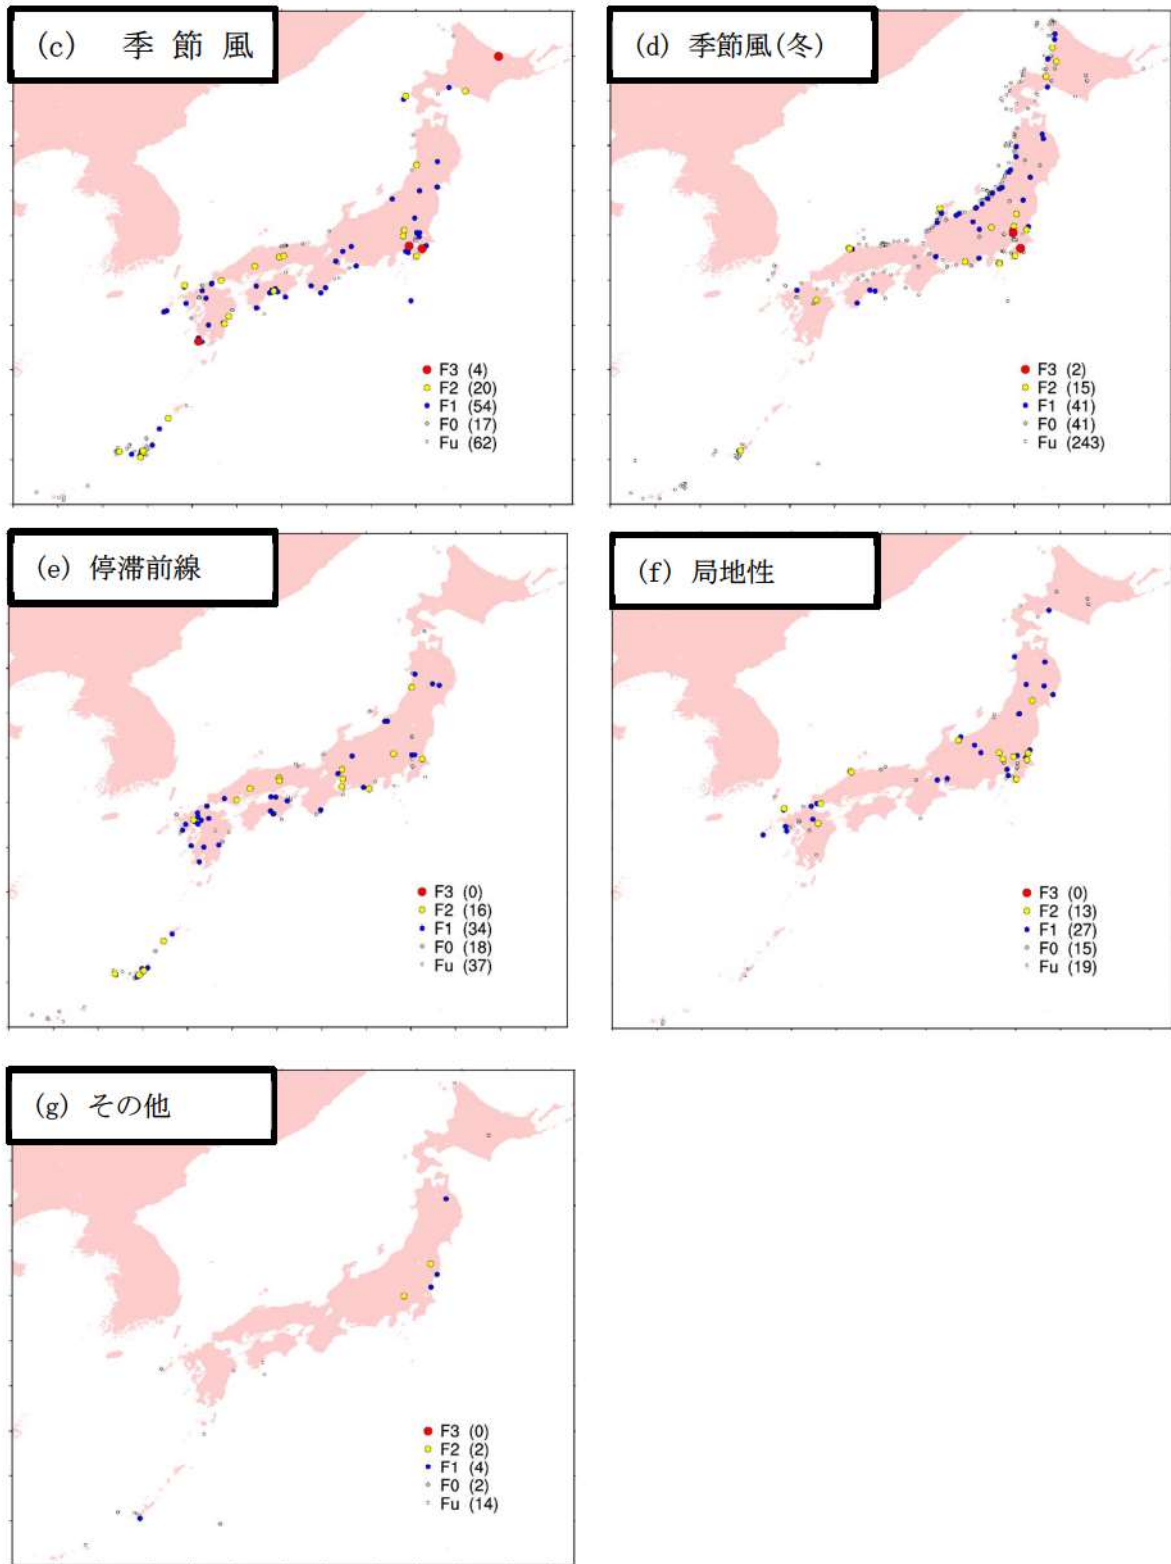 (c) 季 節 風
F3 (4)
F2 (20)
F1 (54)
F0 (17)
Fu (62)
(d) 季節風(冬)
F3 (2)
F2 (15)
F1 (41)
F0 (41)
Fu (243)
(e) 停滞前線
F3 (0)
F2 (16)
F1 (34)
F0 (18)
Fu (37)
(f) 局地性
F3 (0)
F2 (13)
F1 (27)
F0 (15)
Fu (19)
(g) その他
F3 (0)
F2 (2)
F1 (4)
F0 (2)
Fu (14)